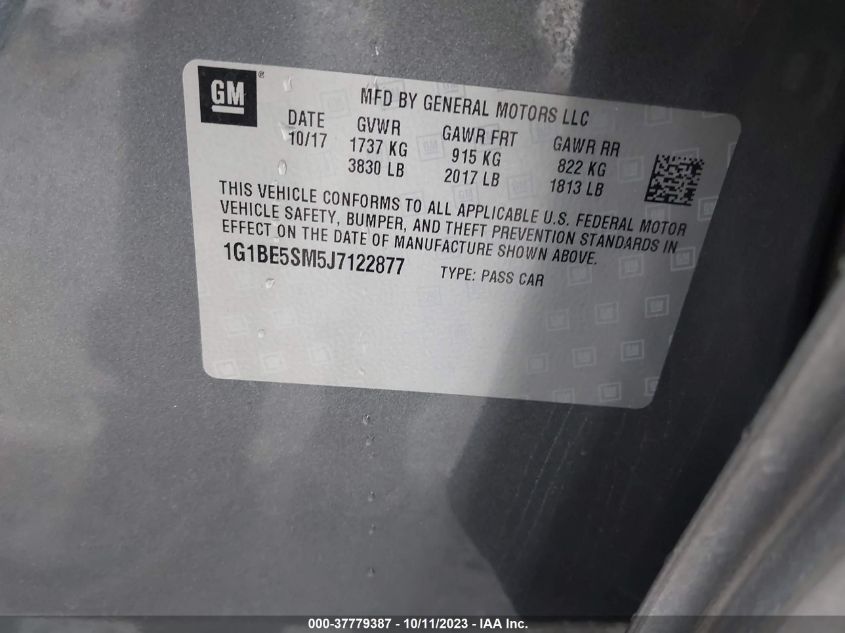 GM ®
MFD BY GENERAL MOTORS LLC
DATE GVWR GAWR FRT GAWR RR
10/17 1737 KG 915 KG 822 KG
3830 LB 2017 LB 1813 LB
THIS VEHICLE CONFORMS TO ALL APPLICABLE U.S. FEDERAL MOTOR
VEHICLE SAFETY, BUMPER, AND THEFT PREVENTION STANDARDS IN
EFFECT ON THE DATE OF MANUFACTURE SHOWN ABOVE.
1G1BE5SM5J7122877 TYPE: PASS CAR
000-37779387 - 10/11/2023 - IAA Inc.